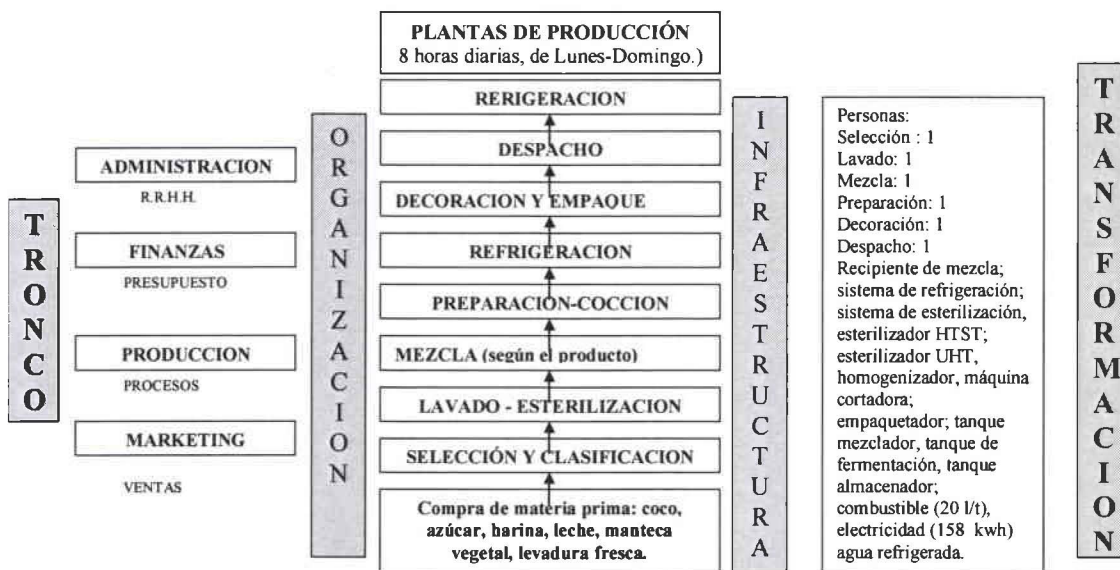 PLANTAS DE PRODUCCIÓN
8 horas diarias, de Lunes-Domingo.)
TRONCO
ADMINISTRACION
R.R.H.H.
FINANZAS
PRESUPUESTO
PRODUCCION
PROCESOS
MARKETING
VENTAS
ORGANIZACION
RERIGERACION
DESPACHO
DECORACION Y EMPAQUE
REFRIGERACION
PREPARACIÓN-COCCION
MEZCLA (según el producto)
LAVADO - ESTERILIZACION
SELECCIÓN Y CLASIFICACION
Compra de materia prima: coco,
azúcar, harina, leche, manteca
vegetal, levadura fresca.
INFRAESTRUCTURA
Personas:
Selección : 1
Lavado: 1
Mezcla: 1
Preparación: 1
Decoración: 1
Despacho: 1
Recipiente de mezcla;
sistema de refrigeración;
sistema de esterilización,
esterilizador HTST;
esterilizador UHT,
homogenizador, máquina
cortadora;
empaquetador; tanque
mezclador, tanque de
fermentación, tanque
almacenador;
combustible (20 l/t),
electricidad (158 kwh)
agua refrigerada.
TRANSFORMACION